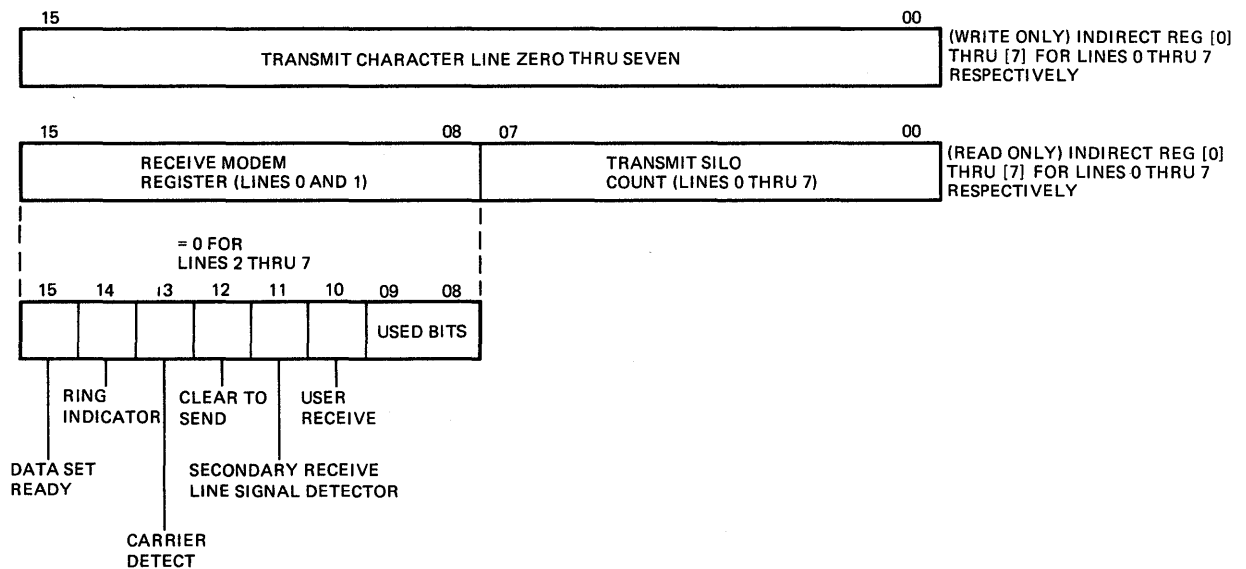 15 00
TRANSMIT CHARACTER LINE ZERO THRU SEVEN
(WRITE ONLY) INDIRECT REG [0]
THRU [7] FOR LINES 0 THRU 7
RESPECTIVELY
15 08 07 00
RECEIVE MODEM
REGISTER (LINES 0 AND 1)
TRANSMIT SILO
COUNT (LINES 0 THRU 7)
(READ ONLY) INDIRECT REG [0]
THRU [7] FOR LINES 0 THRU 7
RESPECTIVELY
= 0 FOR
LINES 2 THRU 7
15 14 13 12 11 10 09 08
USED BITS
RING
INDICATOR
CLEAR TO
SEND
USER
RECEIVE
DATA SET
READY
SECONDARY RECEIVE
LINE SIGNAL DETECTOR
CARRIER
DETECT